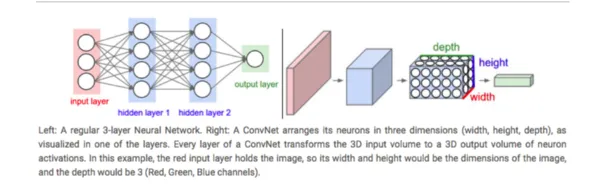 depth
height
width
input layer
hidden layer 1 hidden layer 2
output layer
Left: A regular 3-layer Neural Network. Right: A ConvNet arranges its neurons in three dimensions (width, height, depth), as
visualized in one of the layers. Every layer of a ConvNet transforms the 3D input volume to a 3D output volume of neuron
activations. In this example, the red input layer holds the image, so its width and height would be the dimensions of the image,
and the depth would be 3 (Red, Green, Blue channels).